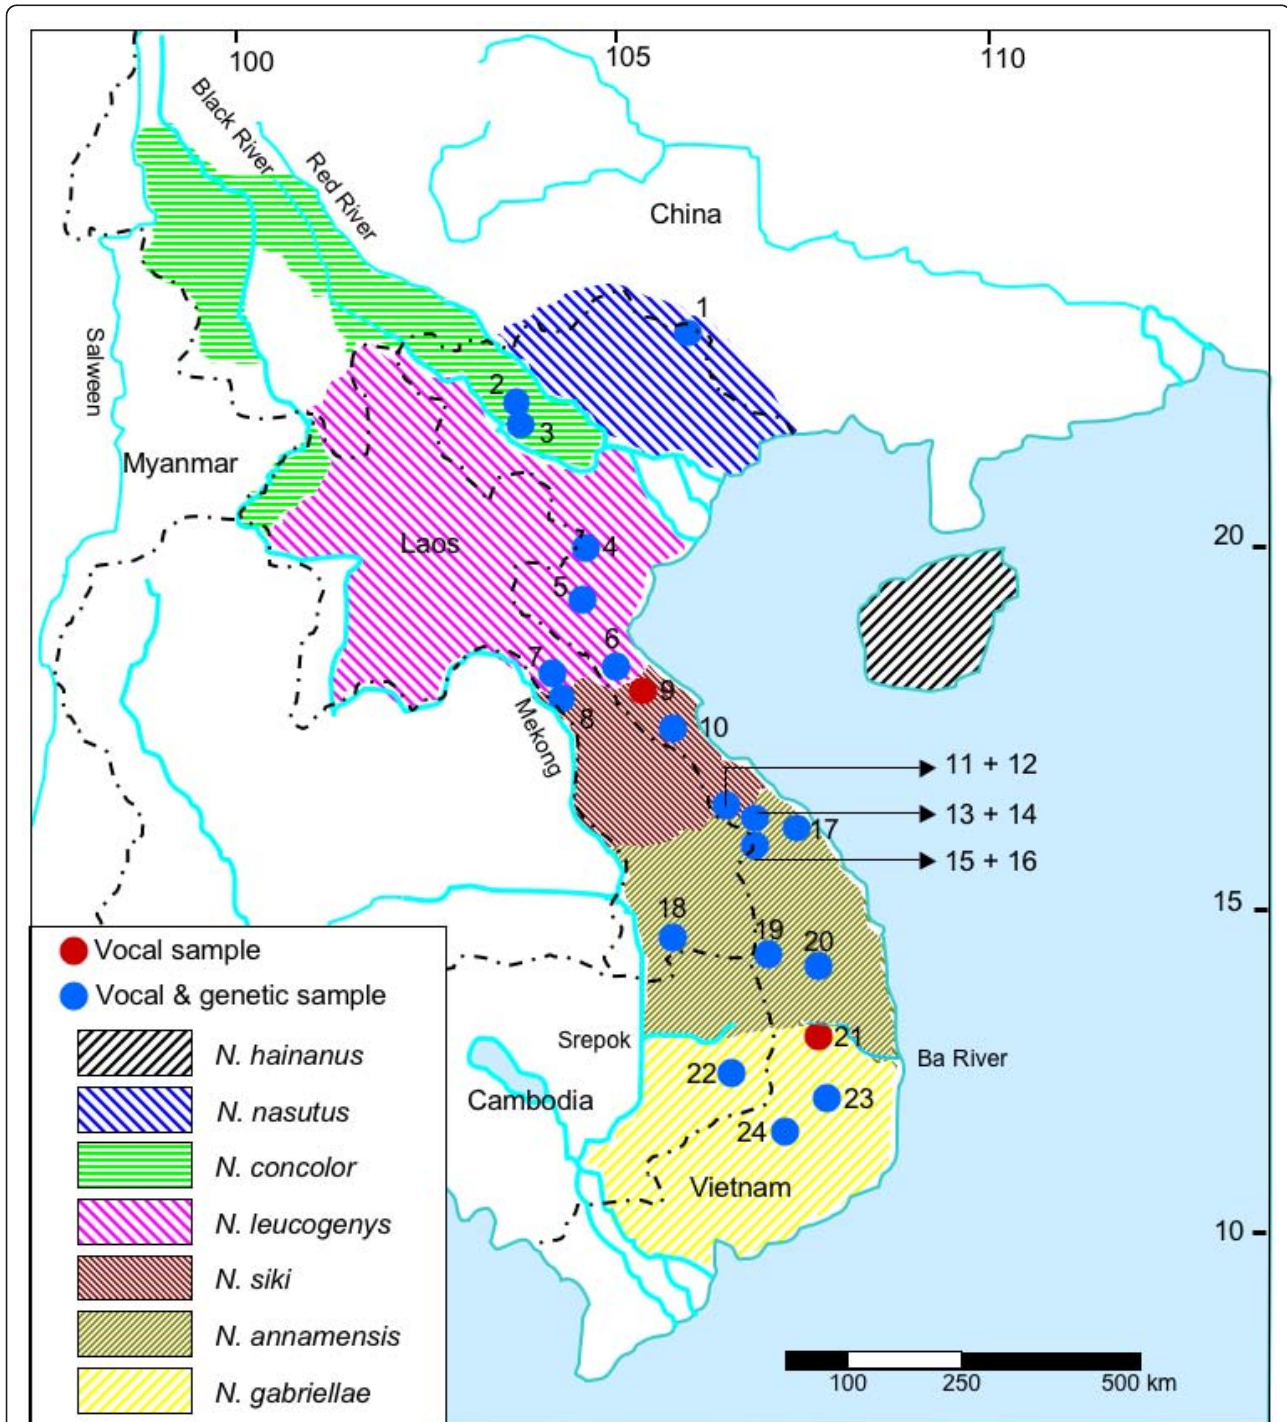 100
105
110
Black River
Red River
China
1
2
3
Salween
Myanmar
Laos
4
20
5
6
7
8
9
Mekong
10
11 + 12
13 + 14
17
15 + 16
15
18
19
20
Vocal sample
Vocal & genetic sample
Srepok
21
Ba River
22
Cambodia
23
24
Vietnam
10
N. hainanus
N. nasutus
N. concolor
N. leucogenys
N. siki
N. annamensis
N. gabriellae
100
250
500 km